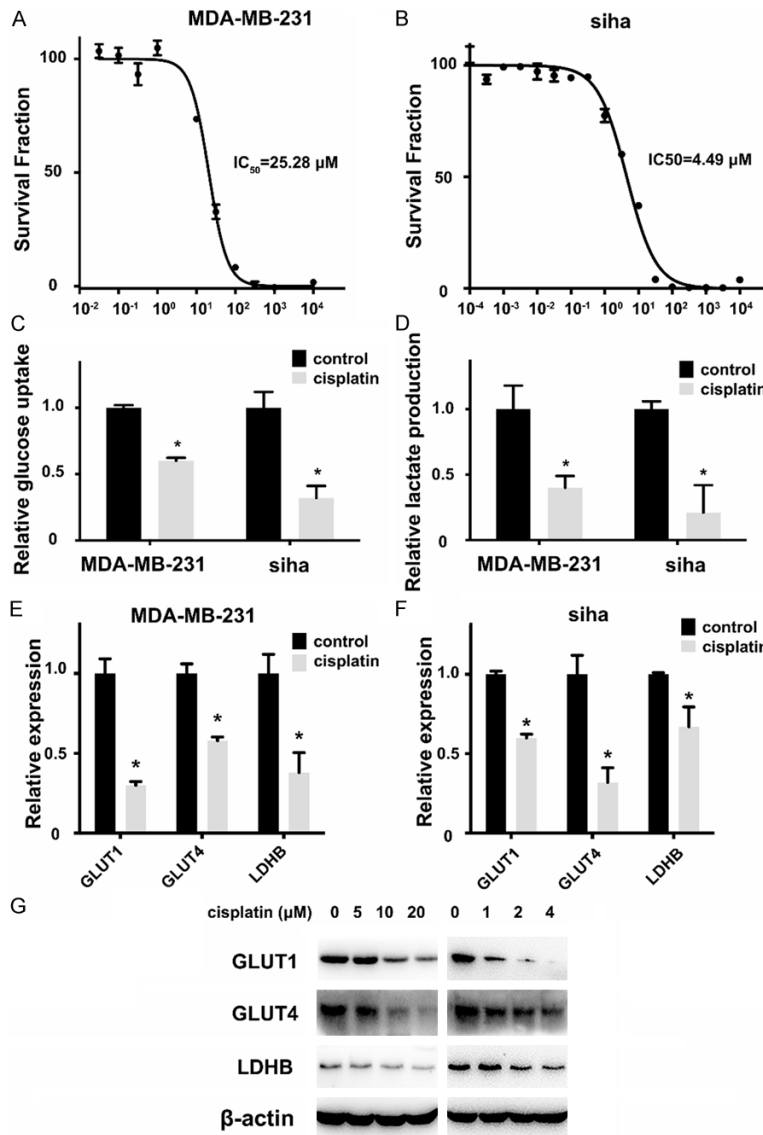 A
MDA-MB-231
Survival Fraction
100
50
0
IC50=25.28 μM
10-2 10-1 100 101 102 103 104
B
siha
Survival Fraction
100
50
0
IC50=4.49 μM
10-4 10-3 10-2 10-1 100 101 102 103 104
C
Relative glucose uptake
control
cisplatin
1.0
0.5
0
*
*
MDA-MB-231 siha
D
Relative lactate production
control
cisplatin
1.0
0.5
0
*
*
MDA-MB-231 siha
E
MDA-MB-231
Relative expression
control
cisplatin
1.0
0.5
0
*
*
*
GLUT1 GLUT4 LDHB
F
siha
Relative expression
control
cisplatin
1.0
0.5
0
*
*
*
GLUT1 GLUT4 LDHB
G
cisplatin (μM) 0 5 10 20 0 1 2 4
GLUT1
GLUT4
LDHB
β-actin